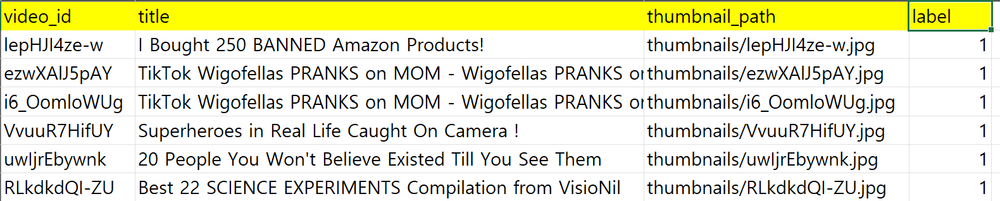 video_id title thumbnail_path label
lepHJI4ze-w I Bought 250 BANNED Amazon Products! thumbnails/lepHJI4ze-w.jpg 1
ezwXAlJ5pAY TikTok Wigofellas PRANKS on MOM - Wigofellas PRANKS or thumbnails/ezwXAlJ5pAY.jpg 1
i6_OomloWUg TikTok Wigofellas PRANKS on MOM - Wigofellas PRANKS or thumbnails/i6_OomloWUg.jpg 1
VvuuR7HifUY Superheroes in Real Life Caught On Camera ! thumbnails/VvuuR7HifUY.jpg 1
uwIjrEbywnk 20 People You Won't Believe Existed Till You See Them thumbnails/uwIjrEbywnk.jpg 1
RLkdkdQI-ZU Best 22 SCIENCE EXPERIMENTS Compilation from VisioNil thumbnails/RLkdkdQI-ZU.jpg 1